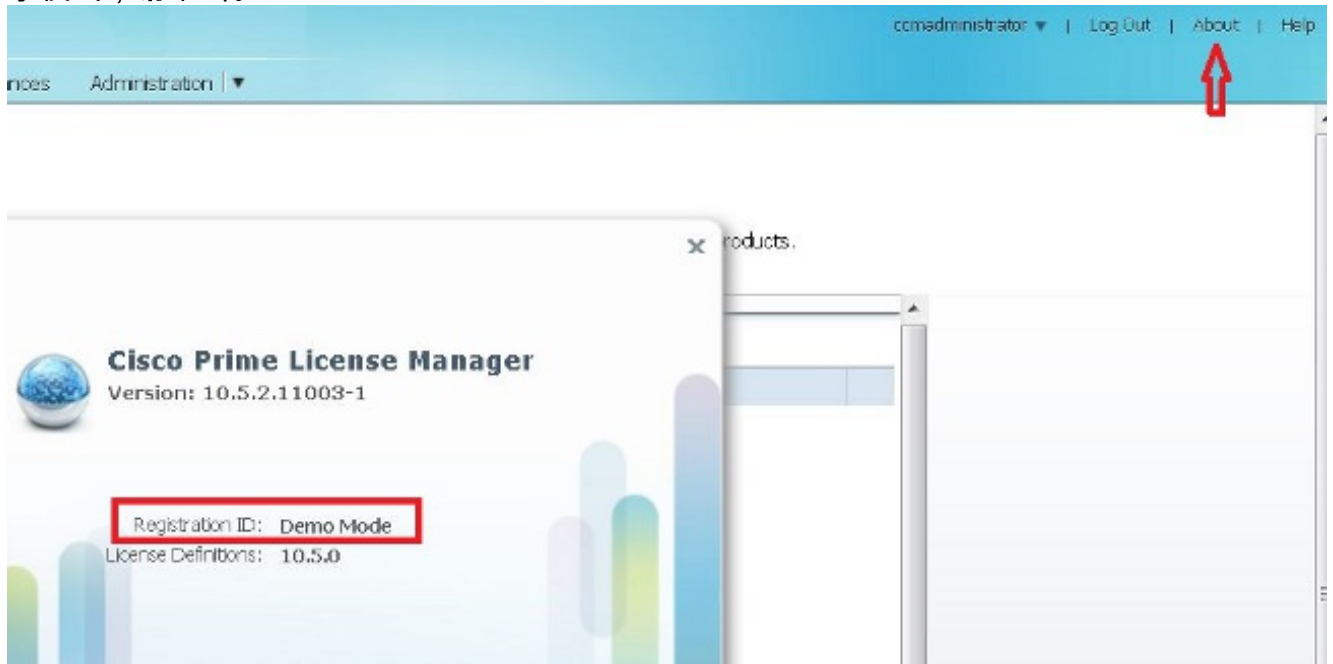 ccmadministrator ▼ | Log Out | About | Help
nces Administration | ▼
roducts.
x
Cisco Prime License Manager
Version: 10.5.2.11003-1
Registration ID: Demo Mode
License Definitions: 10.5.0